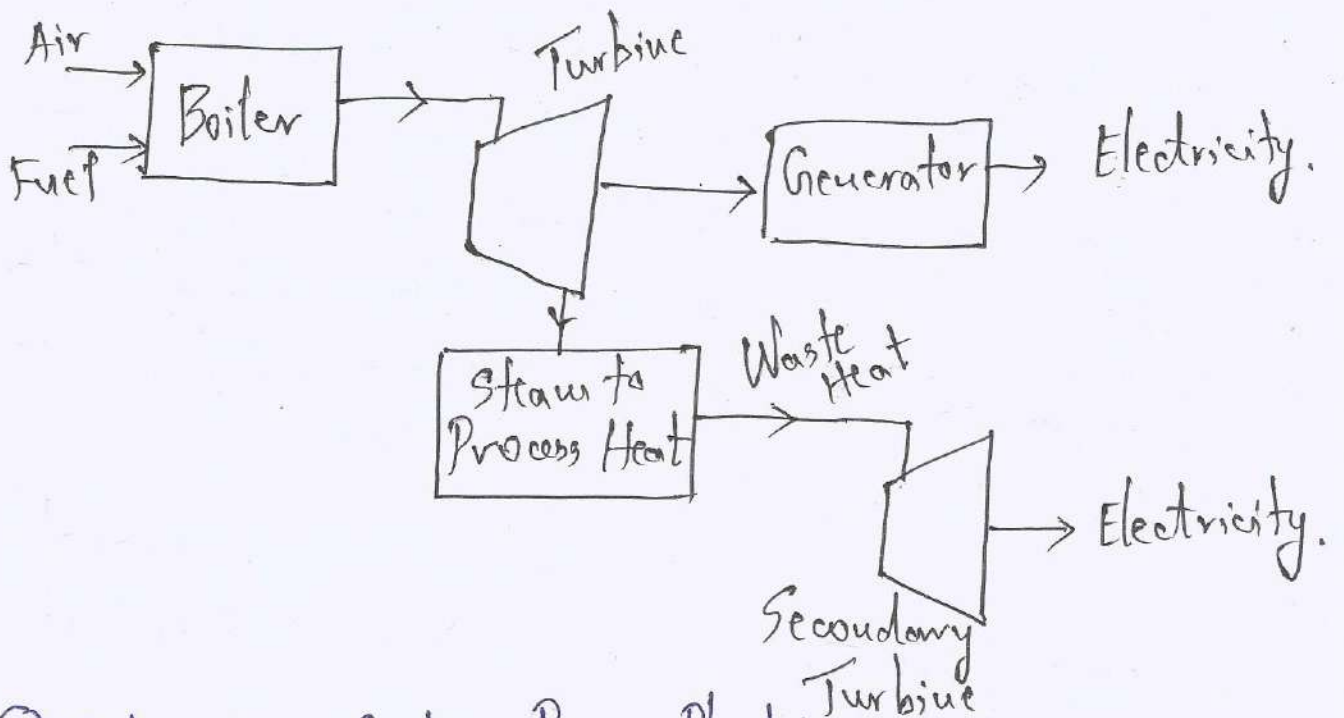 Air
Fuel
Boiler
Turbine
Generator
Electricity.
Steam to
Process Heat
Waste
Heat
Electricity.
Secondary
Turbine